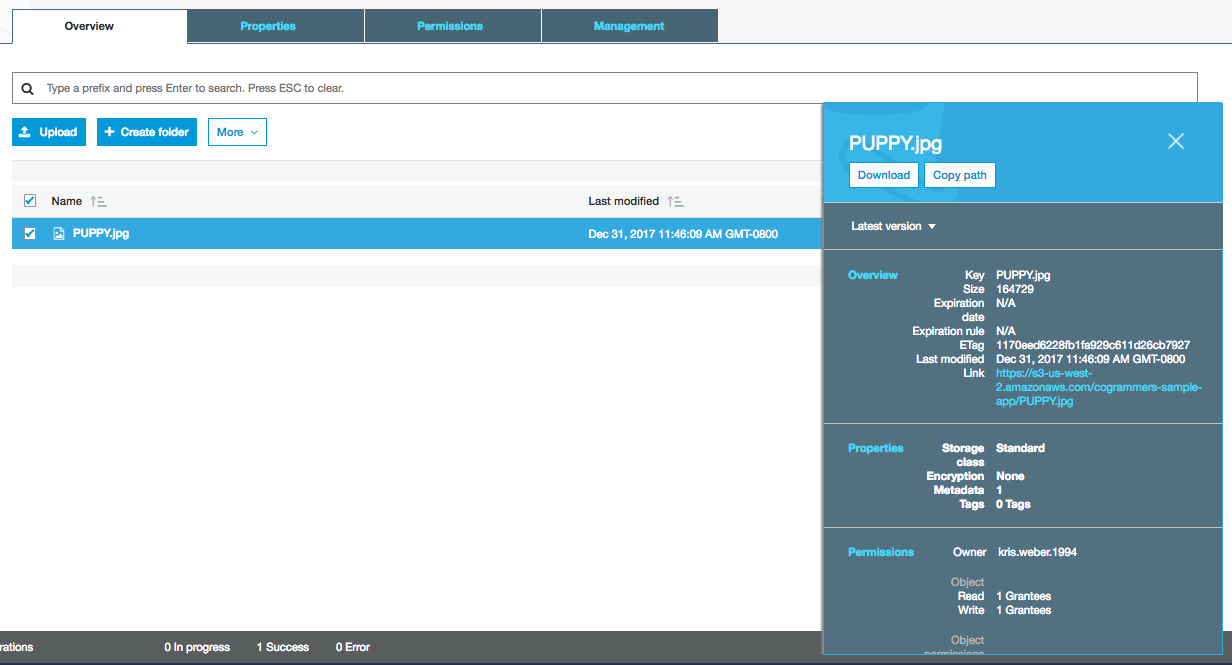 Overview Properties Permissions Management
Type a prefix and press Enter to search. Press ESC to clear.
Upload Create folder More
Name Last modified
PUPPY.jpg Dec 31, 2017 11:46:09 AM GMT-0800
PUPPY.jpg
Download Copy path
Latest version
Overview Key PUPPY.jpg
Size 164729
Expiration N/A
date
Expiration rule N/A
ETag 1170eed6228fb1fa929c611d26cb7927
Last modified Dec 31, 2017 11:46:09 AM GMT-0800
Link https://s3-us-west-
2.amazonaws.com/cogrammers-sample-
app/PUPPY.jpg
Properties Storage Standard
class
Encryption None
Metadata 1
Tags 0 Tags
Permissions Owner kris.weber.1994
Object
Read 1 Grantees
Write 1 Grantees
Object
permissions
rations 0 In progress 1 Success 0 Error